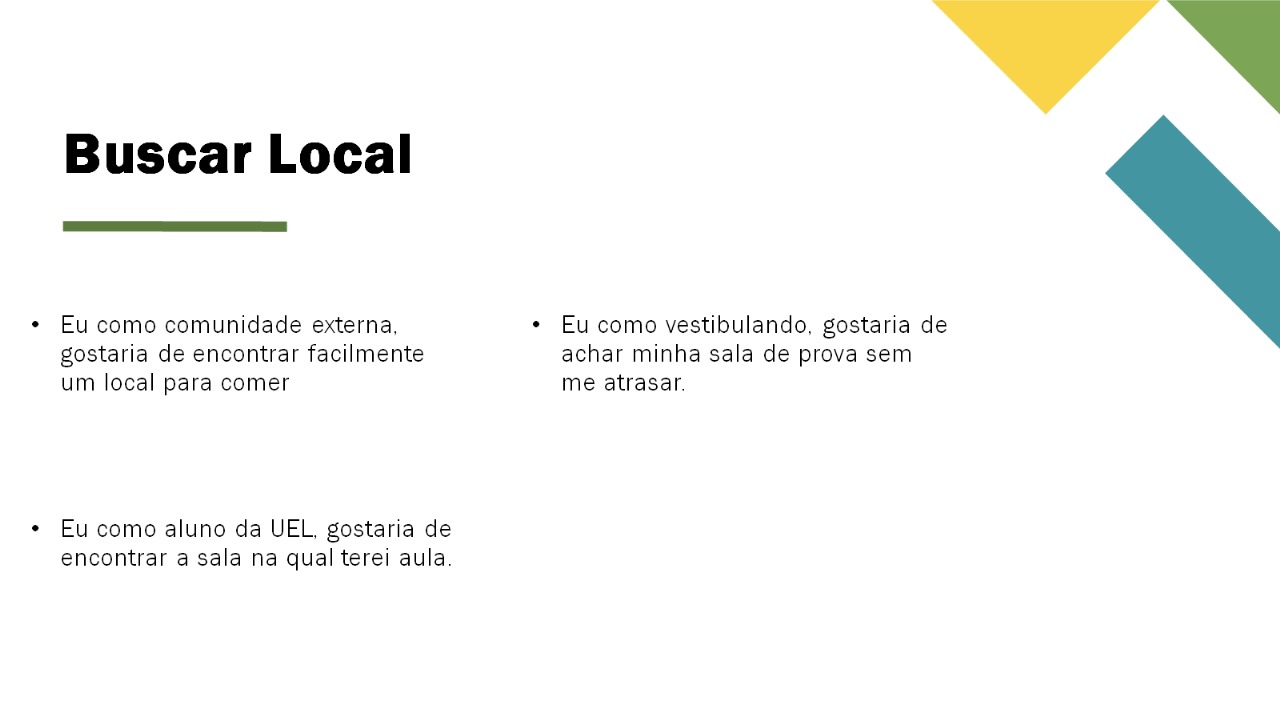 Buscar Local
• Eu como comunidade externa,
gostaria de encontrar facilmente
um local para comer
• Eu como aluno da UEL, gostaria de
encontrar a sala na qual terei aula.
• Eu como vestibulando, gostaria de
achar minha sala de prova sem
me atrasar.